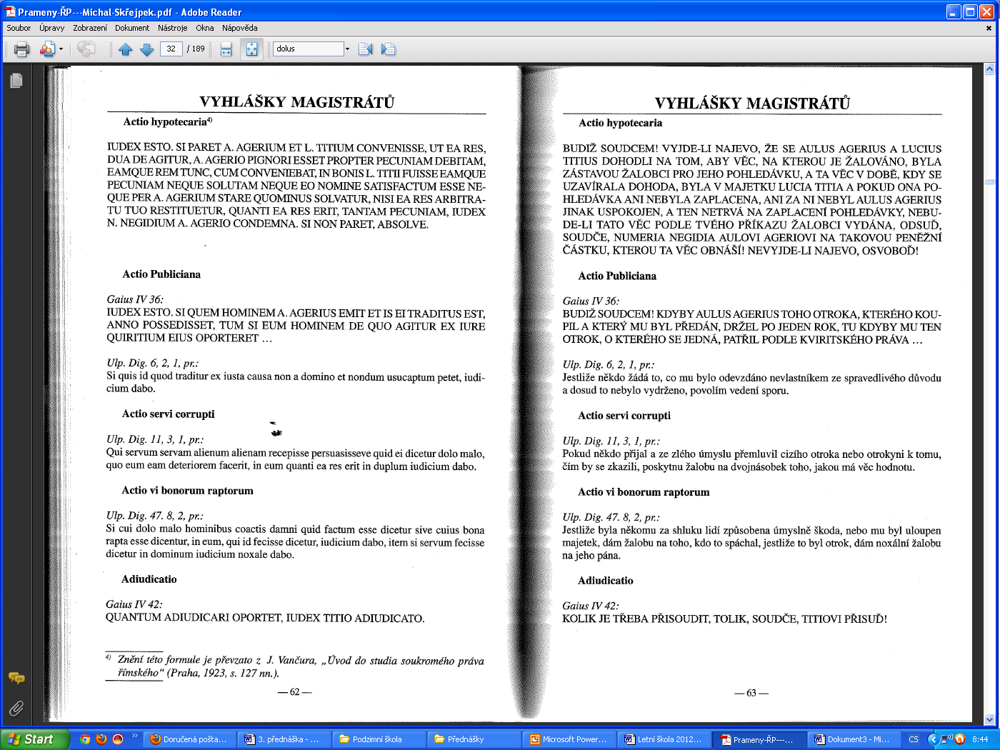 Prameny-ŘP---Michal-Skřejpek.pdf - Adobe Reader
Soubor Úpravy Zobrazení Dokument Nástroje Okna Nápověda
32 / 189 dolus
VYHLÁŠKY MAGISTRÁTŮ
Actio hypotecaria4)
IUDEX ESTO. SI PARET A. AGERIUM ET L. TITIUM CONVENISSE, UT EA RES,
DUA DE AGITUR, A. AGERIO PIGNORI ESSET PROPTER PECUNIAM DEBITAM,
EAMQUE REM TUNC, CUM CONVENIEBAT, IN BONIS L. TITII FUISSE EAMQUE
PECUNIAM NEQUE SOLUTAM NEQUE EO NOMINE SATISFACTUM ESSE NE-
QUE PER A. AGERIUM STARE QUOMINUS SOLVATUR, NISI EA RES ARBITRA-
TU TUO RESTITUETUR, QUANTI EA RES ERIT, TANTAM PECUNIAM, IUDEX
N. NEGIDIUM A. AGERIO CONDEMNA. SI NON PARET, ABSOLVE.
Actio Publiciana
Gaius IV 36:
IUDEX ESTO. SI QUEM HOMINEM A. AGERIUS EMIT ET IS EI TRADITUS EST,
ANNO POSSEDISSET, TUM SI EUM HOMINEM DE QUO AGITUR EX IURE
QUIRITIUM EIUS OPORTERET ...
Ulp. Dig. 6, 2, 1, pr.:
Si quis id quod traditur ex iusta causa non a domino et nondum usucaptum petet, iudi-
cium dabo.
Actio servi corrupti
Ulp. Dig. 11, 3, 1, pr.:
Qui servum servam alienum alienam recepisse persuasisseve quid ei dicetur dolo malo,
quo eum eam deteriorem facerit, in eum quanti ea res erit in duplum iudicium dabo.
Actio vi bonorum raptorum
Ulp. Dig. 47. 8, 2, pr.:
Si cui dolo malo hominibus coactis damni quid factum esse dicetur sive cuius bona
rapta esse dicentur, in eum, qui id fecisse dicetur, iudicium dabo, item si servum fecisse
dicetur in dominum iudicium noxale dabo.
Adiudicatio
Gaius IV 42:
QUANTUM ADIUDICARI OPORTET, IUDEX TITIO ADIUDICATO.
4) Znění této formule je převzato z J. Vančura, „Úvod do studia soukromého práva
římského“ (Praha, 1923, s. 127 nn.).
— 62 —
VYHLÁŠKY MAGISTRÁTŮ
Actio hypotecaria
BUDIŽ SOUDCEM! VYJDE-LI NAJEVO, ŽE SE AULUS AGERIUS A LUCIUS
TITIUS DOHODLI NA TOM, ABY VĚC, NA KTEROU JE ŽALOVÁNO, BYLA
ZÁSTAVOU ŽALOBCI PRO JEHO POHLEDÁVKU, A TA VĚC V DOBĚ, KDY SE
UZAVÍRALA DOHODA, BYLA V MAJETKU LUCIA TITIA A POKUD ONA PO-
HLEDÁVKA ANI NEBYLA ZAPLACENA, ANI ZA NI NEBYL AULUS AGERIUS
JINAK USPOKOJEN, A TEN NETRVÁ NA ZAPLACENÍ POHLEDÁVKY, NEBU-
DE-LI TATO VĚC PODLE TVÉHO PŘÍKAZU ŽALOBCI VYDÁNA, ODSUĎ,
SOUDČE, NUMERIA NEGIDIA AULOVI AGERIOVI NA TAKOVOU PENĚŽNÍ
ČÁSTKU, KTEROU TA VĚC OBNÁŠÍ! NEVYJDE-LI NAJEVO, OSVOBOĎ!
Actio Publiciana
Gaius IV 36:
BUDIŽ SOUDCEM! KDYBY AULUS AGERIUS TOHO OTROKA, KTERÉHO KOU-
PIL A KTERÝ MU BYL PŘEDÁN, DRŽEL PO JEDEN ROK, TU KDYBY MU TEN
OTROK, O KTERÉHO SE JEDNÁ, PATŘIL PODLE KVIRITSKÉHO PRÁVA ...
Ulp. Dig. 6, 2, 1, pr.:
Jestliže někdo žádá to, co mu bylo odevzdáno nevlastníkem ze spravedlivého důvodu
a dosud to nebylo vydrženo, povolím vedení sporu.
Actio servi corrupti
Ulp. Dig. 11, 3, 1, pr.:
Pokud někdo přijal a ze zlého úmyslu přemluvil cizího otroka nebo otrokyni k tomu,
čím by se zkazili, poskytnu žalobu na dvojnásobek toho, jakou má věc hodnotu.
Actio vi bonorum raptorum
Ulp. Dig. 47. 8, 2, pr.:
Jestliže byla někomu za shluku lidí způsobena úmyslně škoda, nebo mu byl uloupen
majetek, dám žalobu na toho, kdo to spáchal, jestliže to byl otrok, dám noxální žalobu
na jeho pána.
Adiudicatio
Gaius IV 42:
KOLIK JE TŘEBA PŘISOUDIT, TOLIK, SOUDČE, TITIOVI PŘISUĎ!
— 63 —
Start Doručená pošta... 3. přednáška - ... Podzimní škola Přednášky Microsoft Power... Letní škola 2012... Prameny-ŘP---... Dokument3 - Mi... CS 8:44